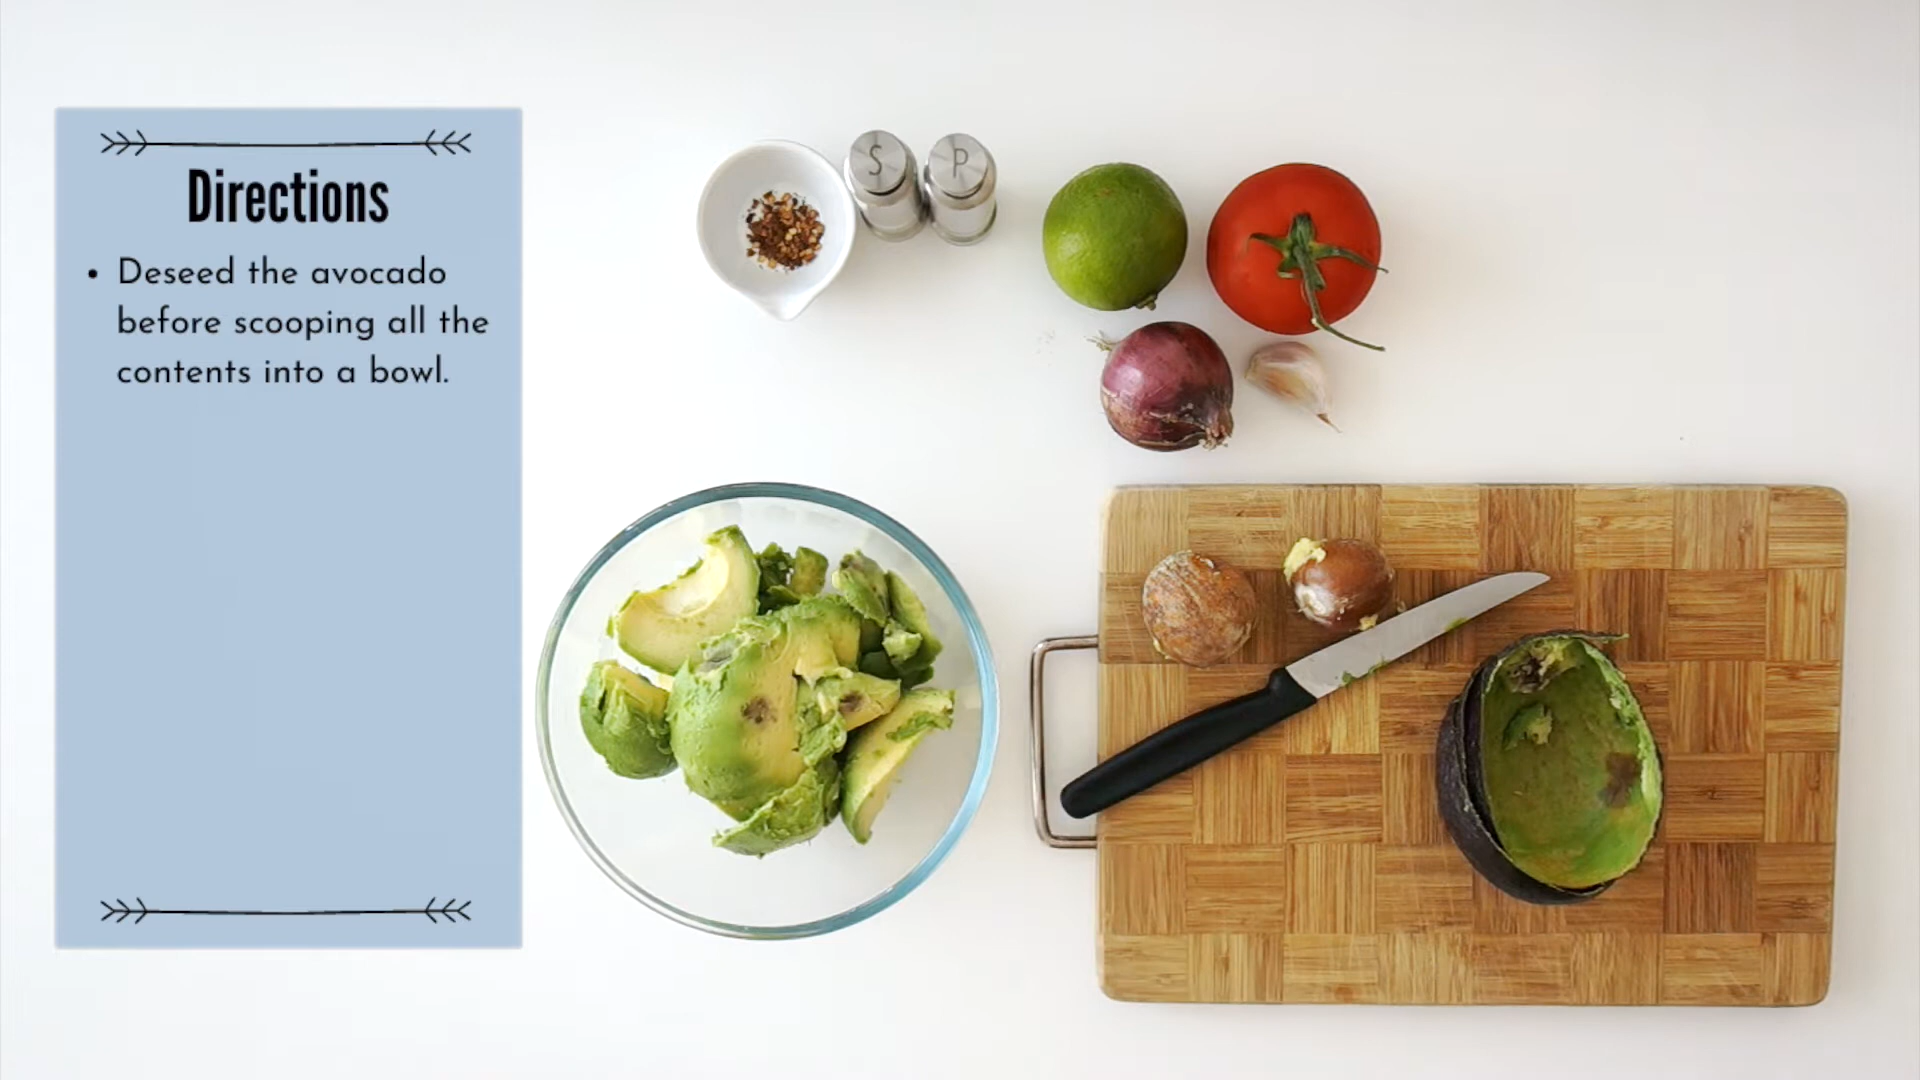 Directions
• Deseed the avocado
before scooping all the
contents into a bowl.
S P